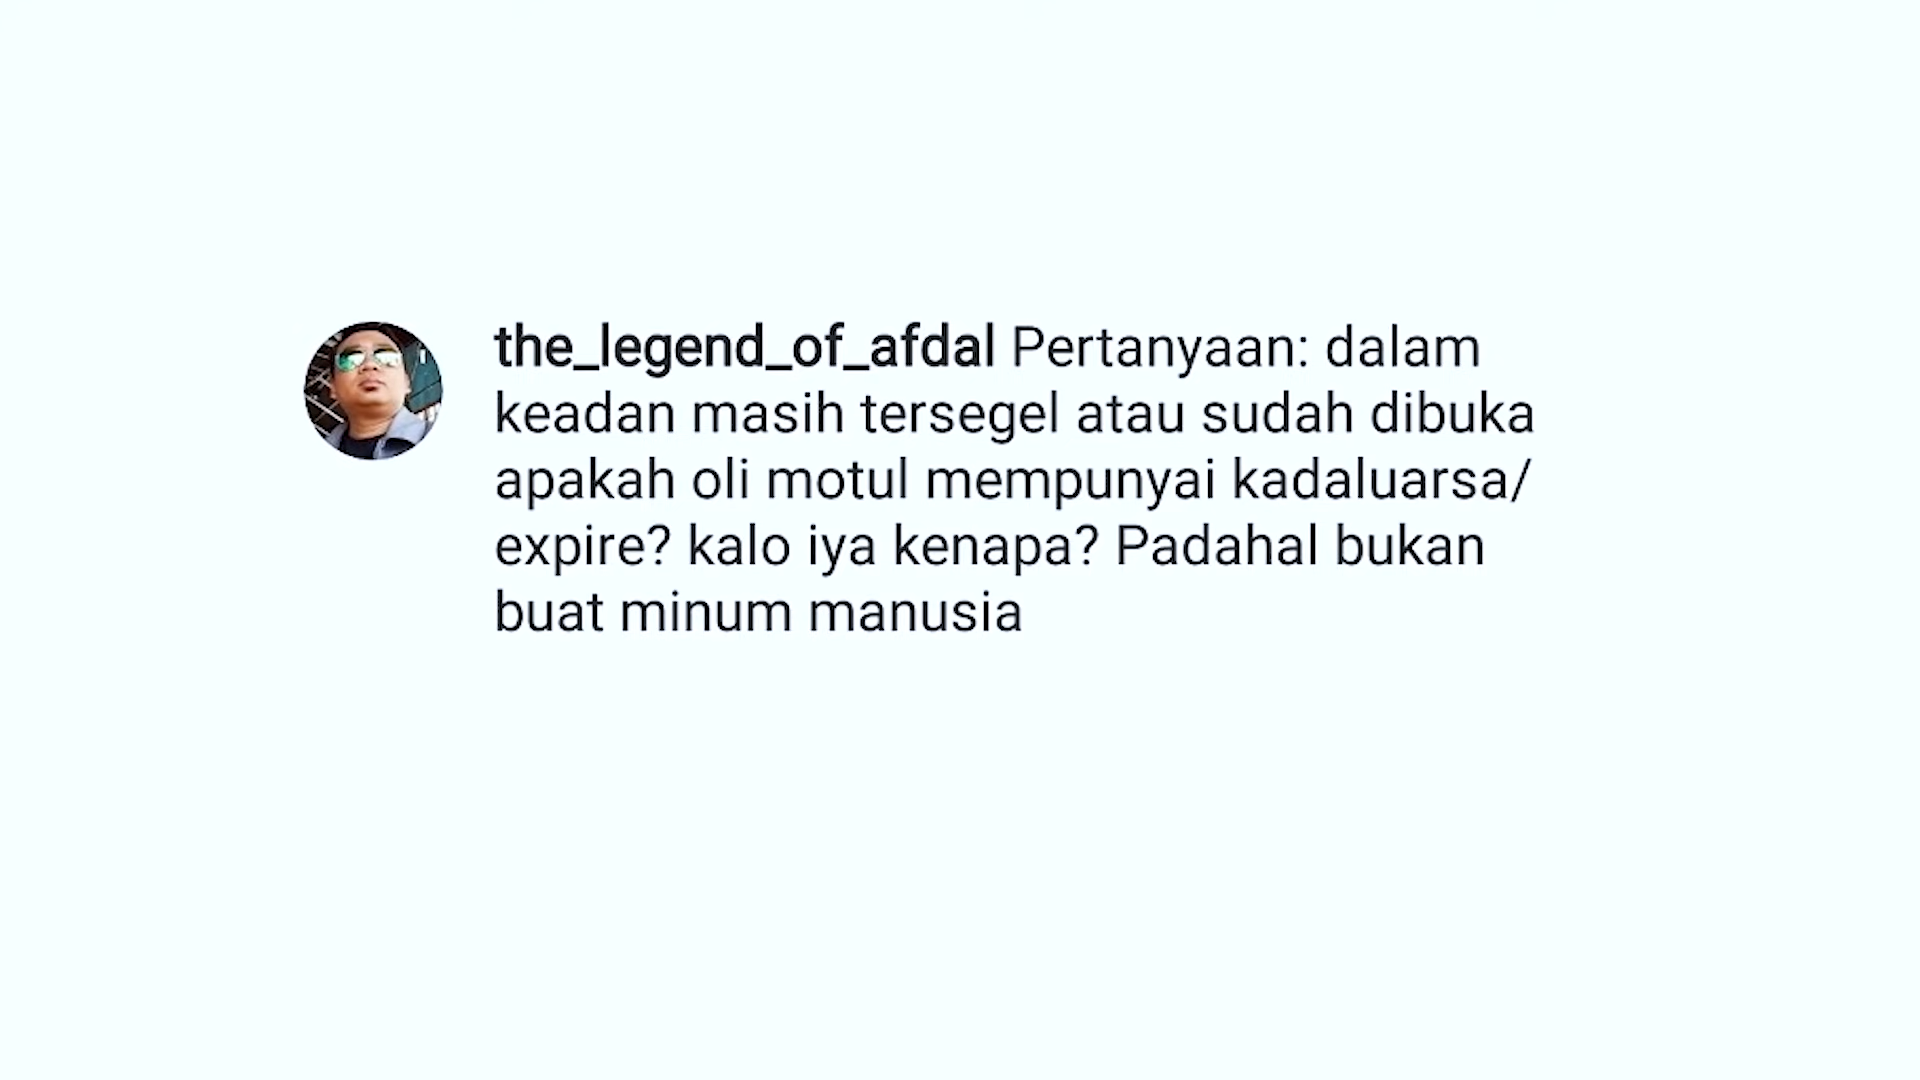 the_legend_of_afdal Pertanyaan: dalam
keadan masih tersegel atau sudah dibuka
apakah oli motul mempunyai kadaluarsa/
expire? kalo iya kenapa? Padahal bukan
buat minum manusia